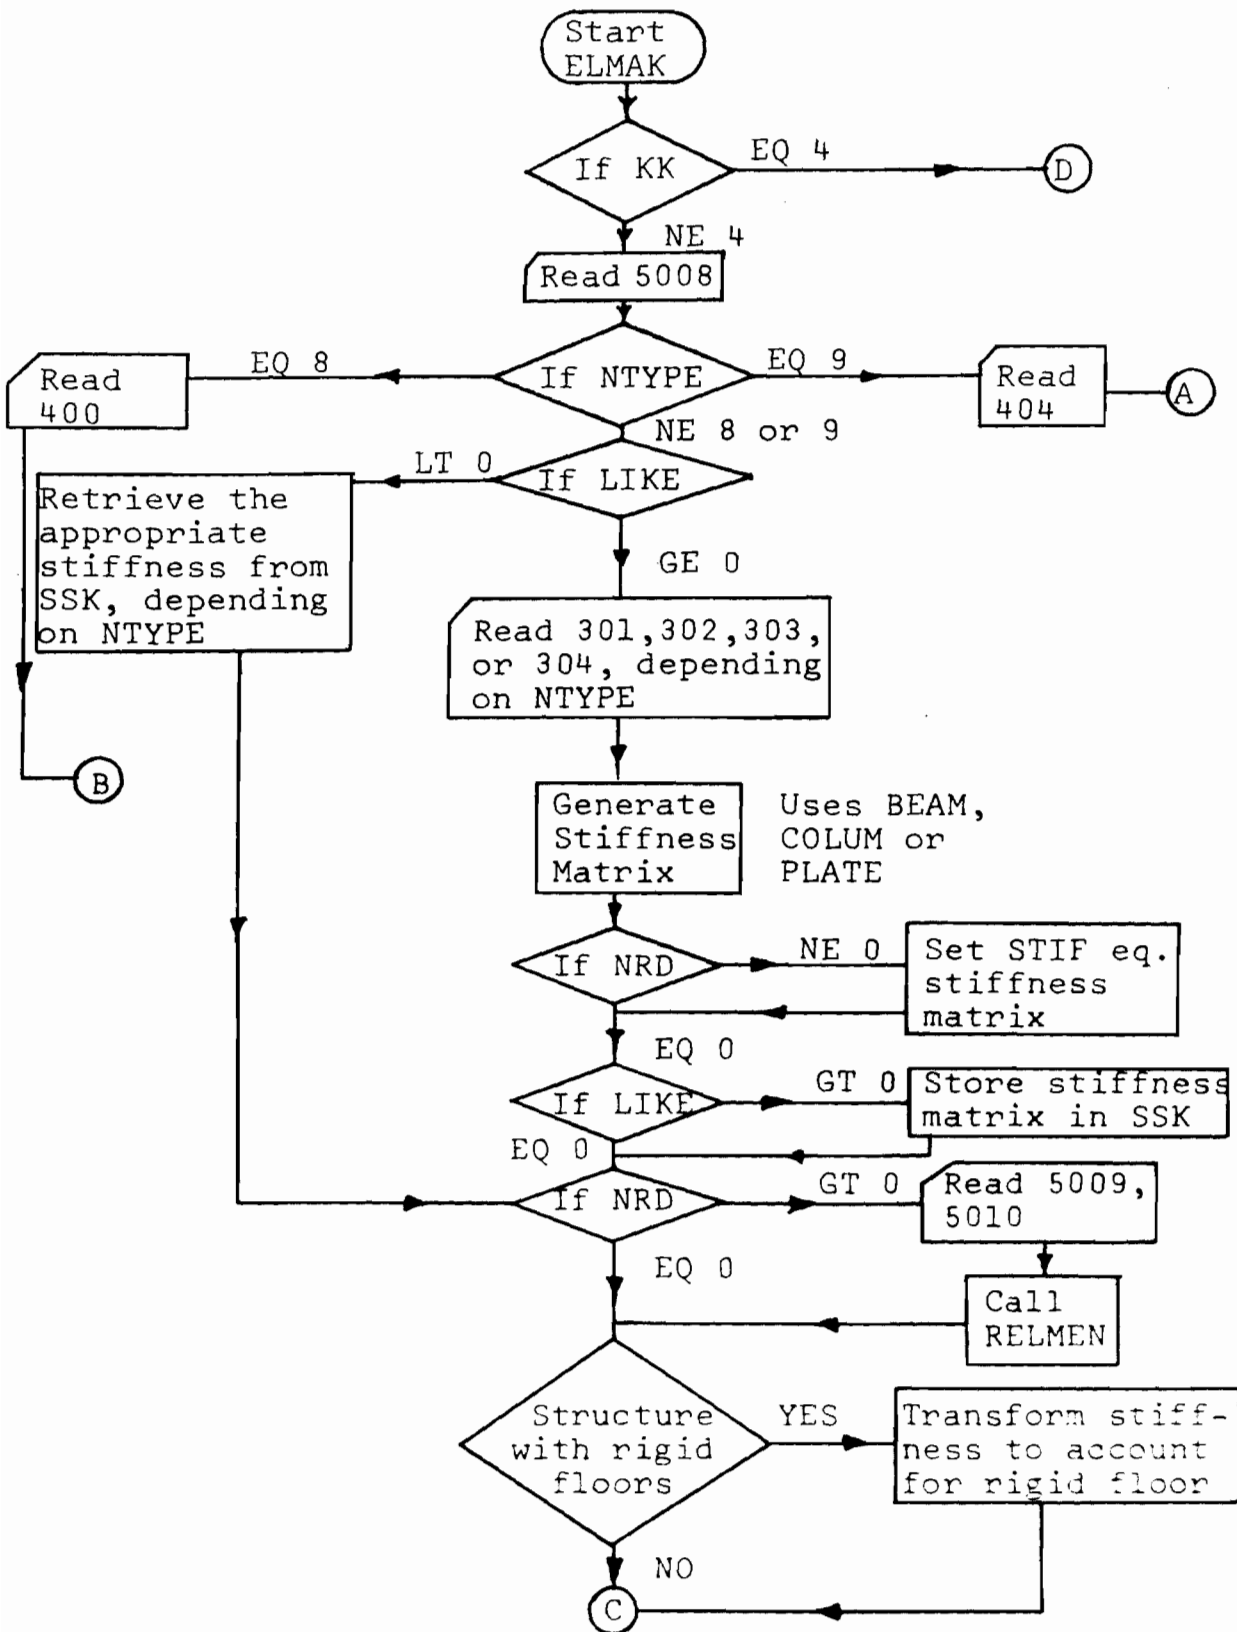 Start
ELMAK
If KK
EQ 4
D
NE 4
Read 5008
EQ 8
If NTYPE
EQ 9
Read
400
Read
404
A
NE 8 or 9
LT 0
If LIKE
Retrieve the
appropriate
stiffness from
SSK, depending
on NTYPE
GE 0
Read 301,302,303,
or 304, depending
on NTYPE
B
Generate
Stiffness
Matrix
Uses BEAM,
COLUM or
PLATE
If NRD
NE 0
Set STIF eq.
stiffness
matrix
EQ 0
If LIKE
GT 0
Store stiffness
matrix in SSK
EQ 0
If NRD
GT 0
Read 5009,
5010
EQ 0
Call
RELMEN
Structure
with rigid
floors
YES
Transform stiff-
ness to account
for rigid floor
NO
C